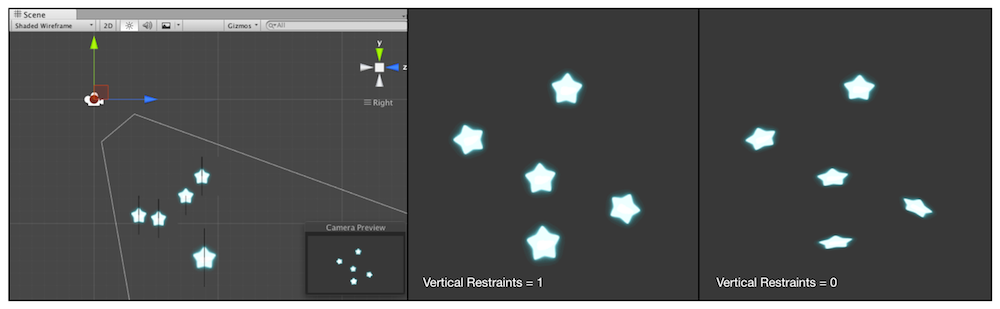 Scene
Shaded Wireframe
2D
Gizmos
All
y
z
Right
Camera Preview
Vertical Restraints = 1
Vertical Restraints = 0